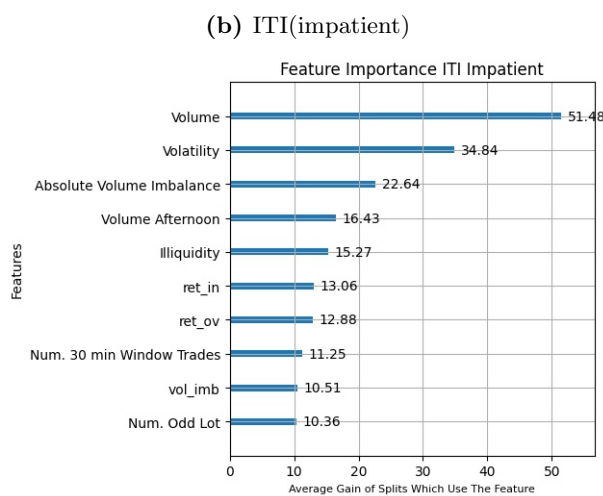 (b) ITI(impatient)
Feature Importance ITI Impatient
Features
Volume 51.48
Volatility 34.84
Absolute Volume Imbalance 22.64
Volume Afternoon 16.43
Illiquidity 15.27
ret_in 13.06
ret_ov 12.88
Num. 30 min Window Trades 11.25
vol_imb 10.51
Num. Odd Lot 10.36
0 10 20 30 40 50
Average Gain of Splits Which Use The Feature